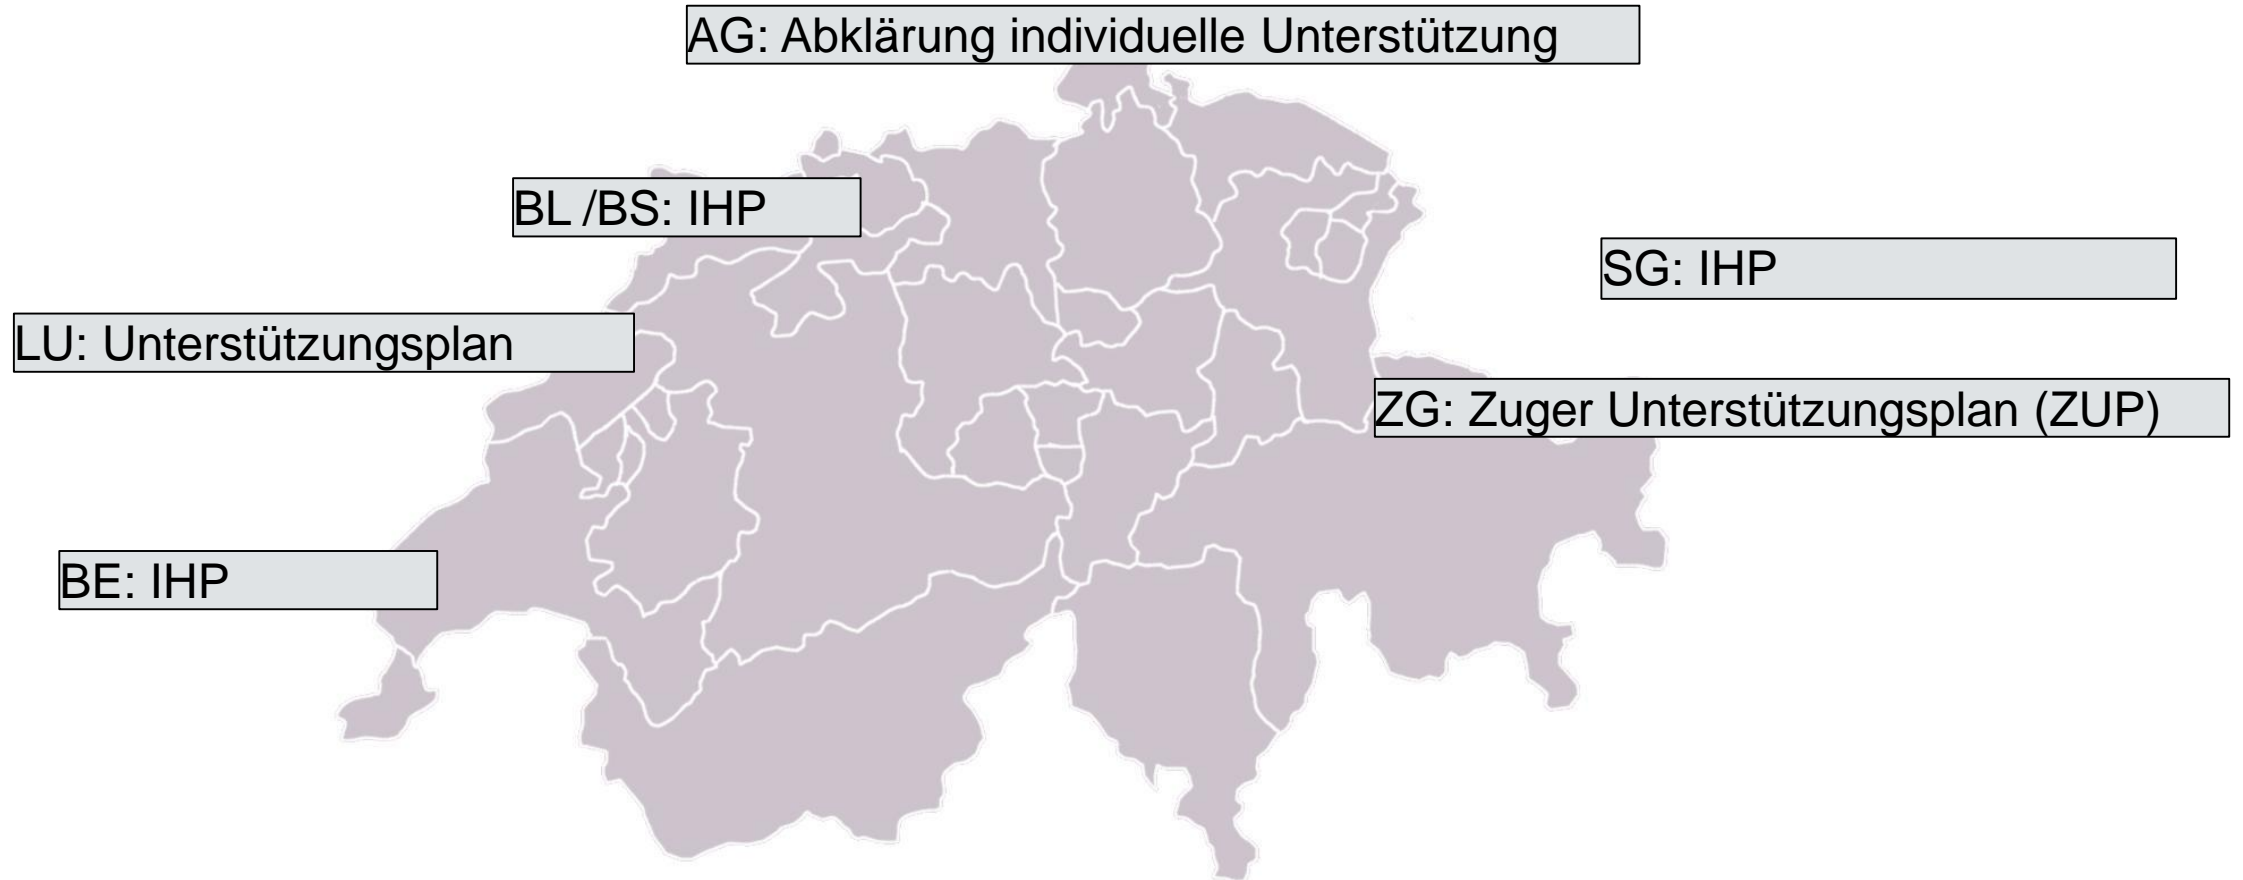 AG: Abklärung individuelle Unterstützung
BL /BS: IHP
SG: IHP
LU: Unterstützungsplan
ZG: Zuger Unterstützungsplan (ZUP)
BE: IHP